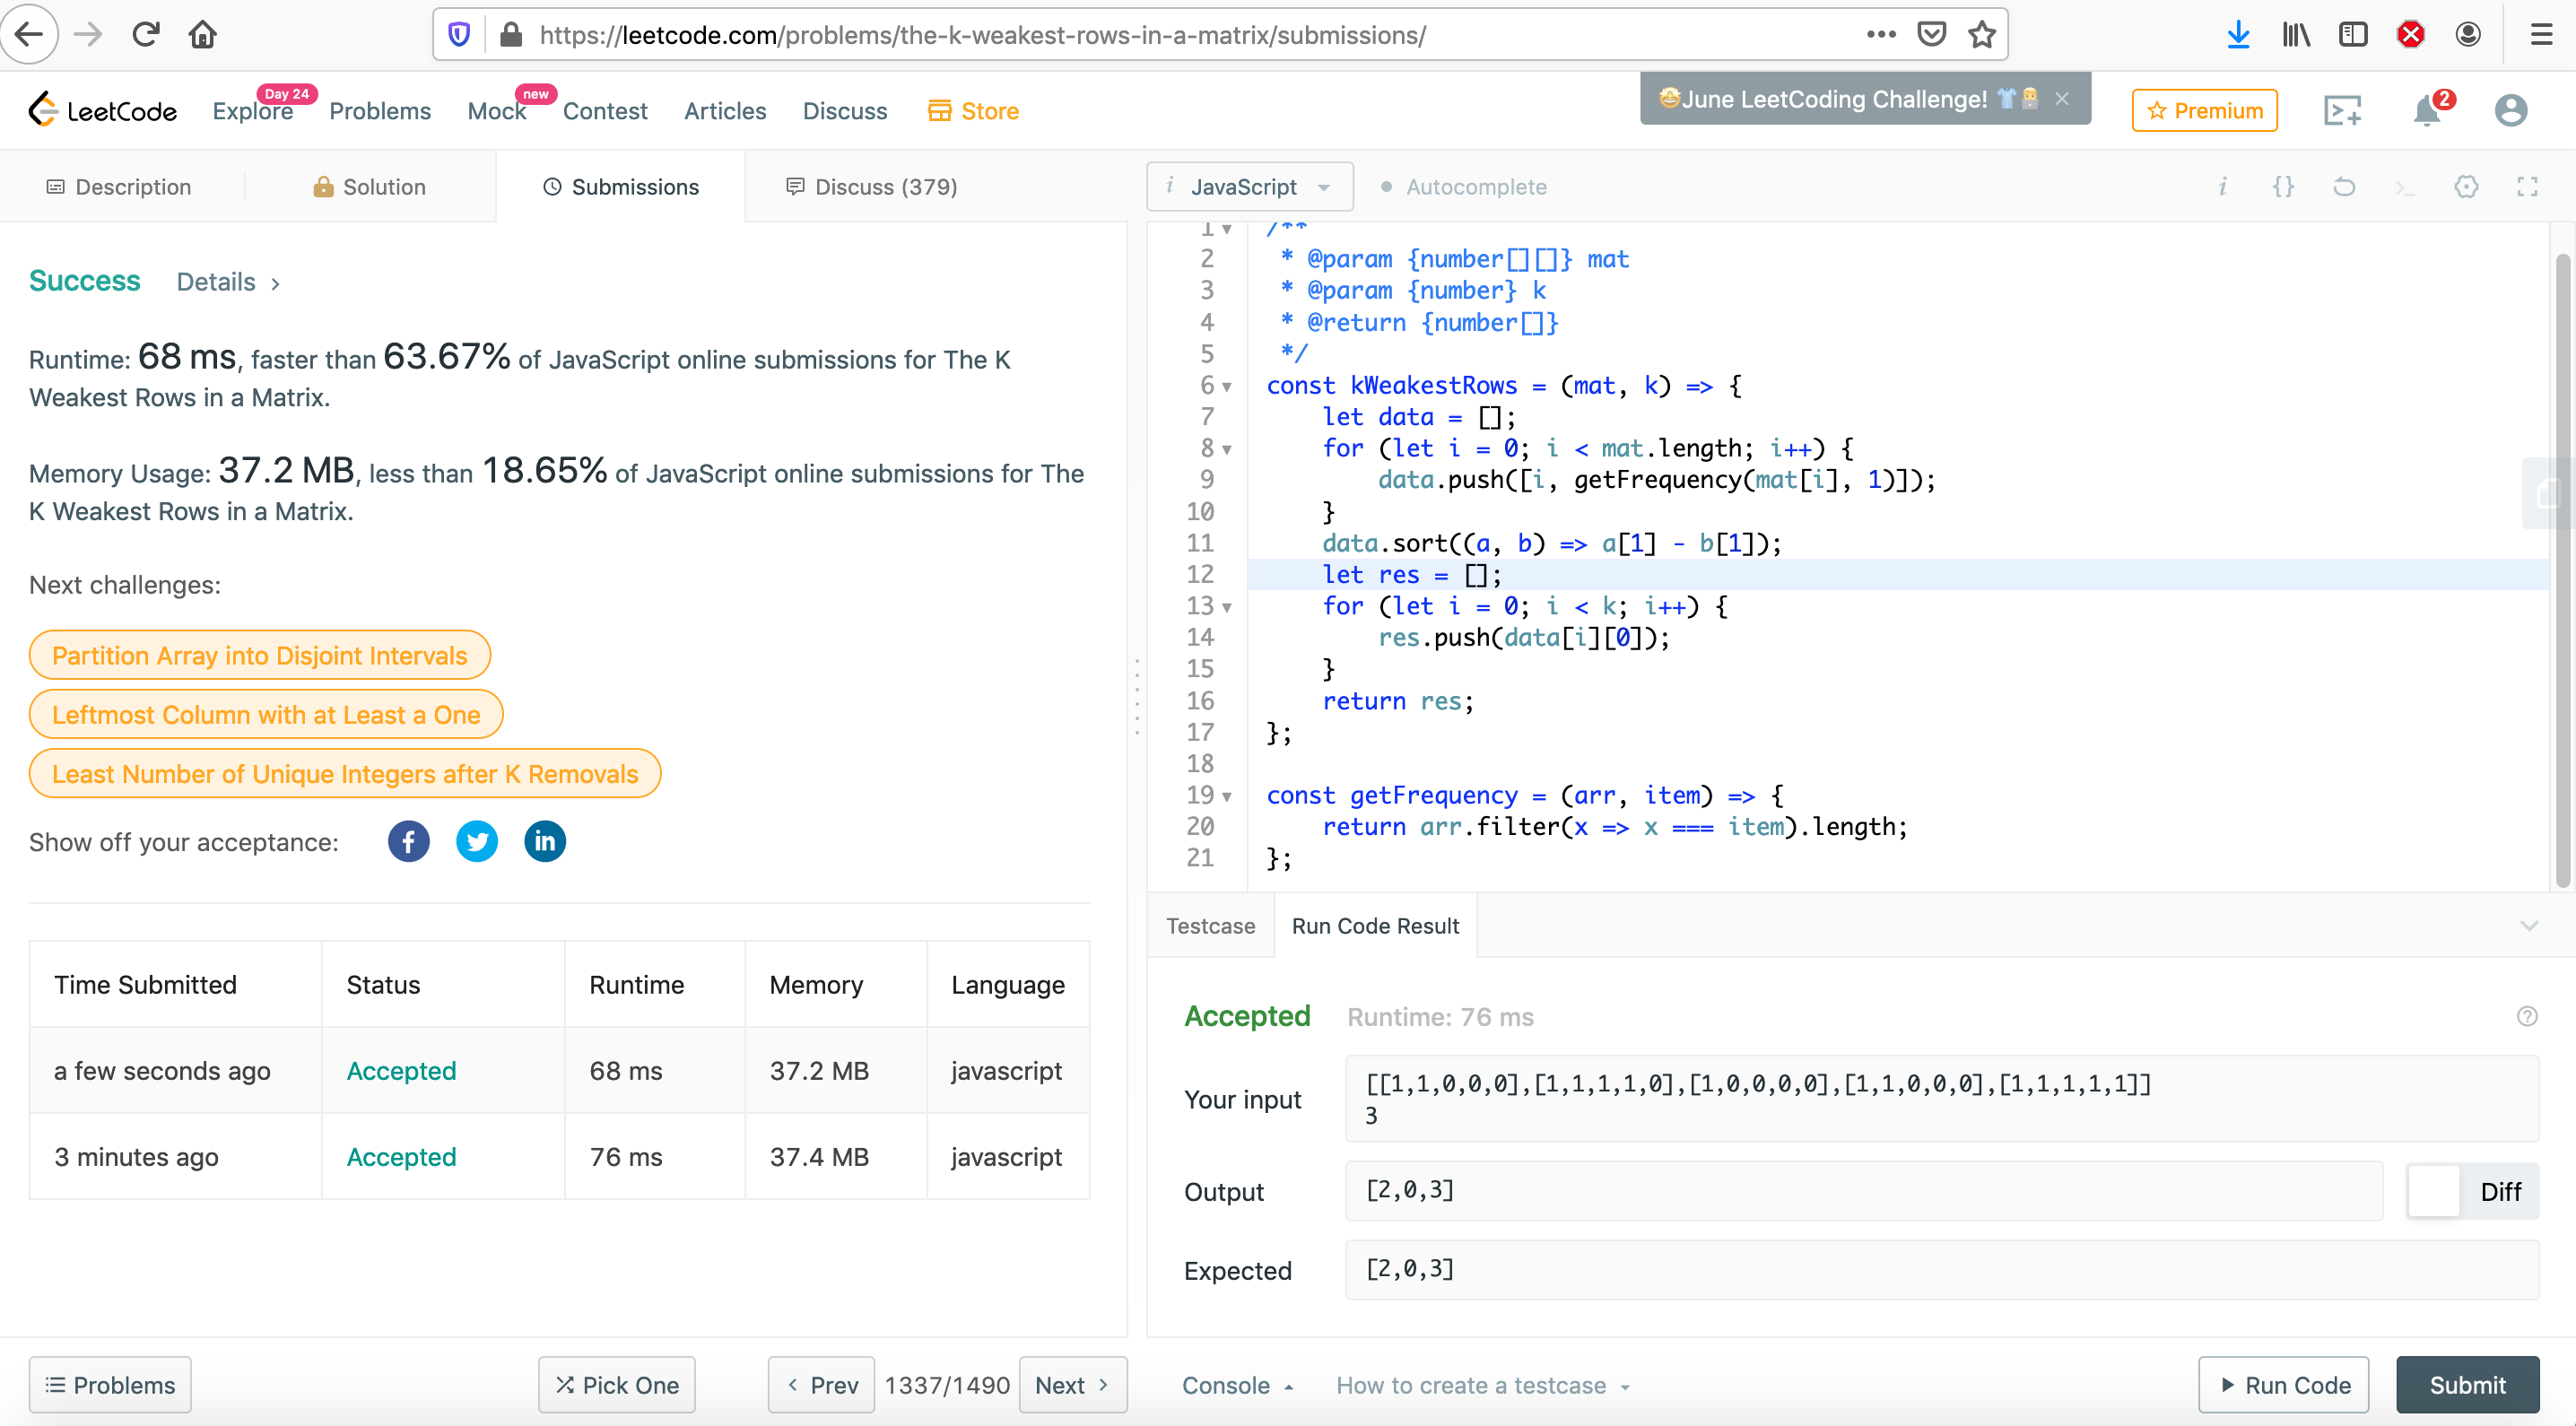 https://leetcode.com/problems/the-k-weakest-rows-in-a-matrix/submissions/
LeetCode
Explore
Day 24
Problems
Mock
new
Contest
Articles
Discuss
Store
🤩June LeetCoding Challenge! 👕👨‍💻 ×
Premium
2
Description
Solution
Submissions
Discuss (379)
i JavaScript
Autocomplete
i {} >_
Success Details >
Runtime: 68 ms, faster than 63.67% of JavaScript online submissions for The K
Weakest Rows in a Matrix.
Memory Usage: 37.2 MB, less than 18.65% of JavaScript online submissions for The
K Weakest Rows in a Matrix.
Next challenges:
Partition Array into Disjoint Intervals
Leftmost Column with at Least a One
Least Number of Unique Integers after K Removals
Show off your acceptance: f in
Time Submitted Status Runtime Memory Language
a few seconds ago Accepted 68 ms 37.2 MB javascript
3 minutes ago Accepted 76 ms 37.4 MB javascript
1 /**
2  * @param {number[][]} mat
3  * @param {number} k
4  * @return {number[]}
5  */
6 const kWeakestRows = (mat, k) => {
7     let data = [];
8     for (let i = 0; i < mat.length; i++) {
9         data.push([i, getFrequency(mat[i], 1)]);
10     }
11     data.sort((a, b) => a[1] - b[1]);
12     let res = [];
13     for (let i = 0; i < k; i++) {
14         res.push(data[i][0]);
15     }
16     return res;
17 };
18
19 const getFrequency = (arr, item) => {
20     return arr.filter(x => x === item).length;
21 };
Testcase
Run Code Result
Accepted Runtime: 76 ms
?
Your input
[[1,1,0,0,0],[1,1,1,1,0],[1,0,0,0,0],[1,1,0,0,0],[1,1,1,1,1]]
3
Output [2,0,3] Diff
Expected [2,0,3]
Problems
Pick One
< Prev
1337/1490
Next >
Console
How to create a testcase
Run Code
Submit